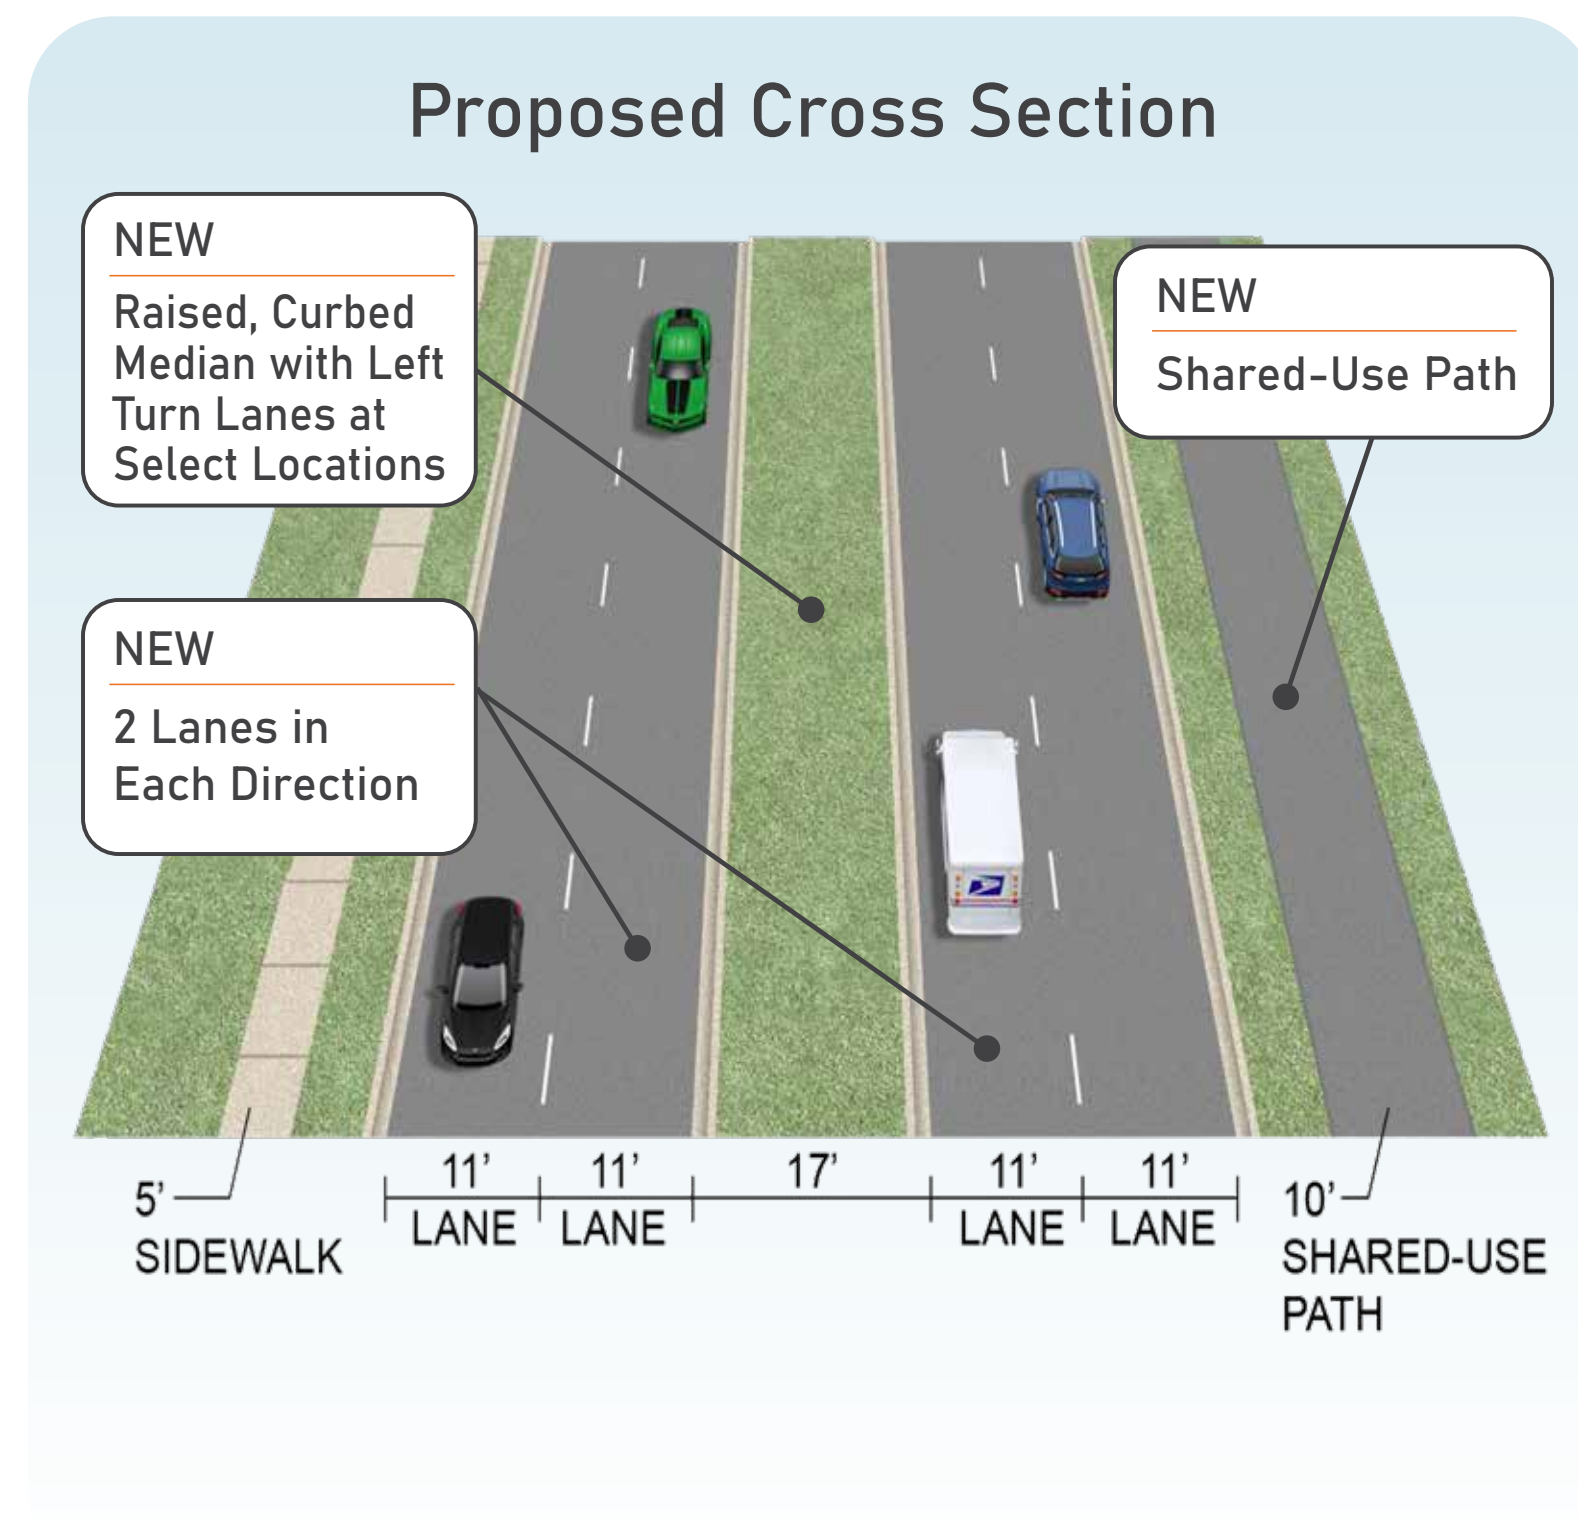 Proposed Cross Section
NEW
Raised, Curbed
Median with Left
Turn Lanes at
Select Locations
NEW
Shared-Use Path
NEW
2 Lanes in
Each Direction
5’
SIDEWALK
11’
LANE
11’
LANE
17’
11’
LANE
11’
LANE
10’
SHARED-USE
PATH